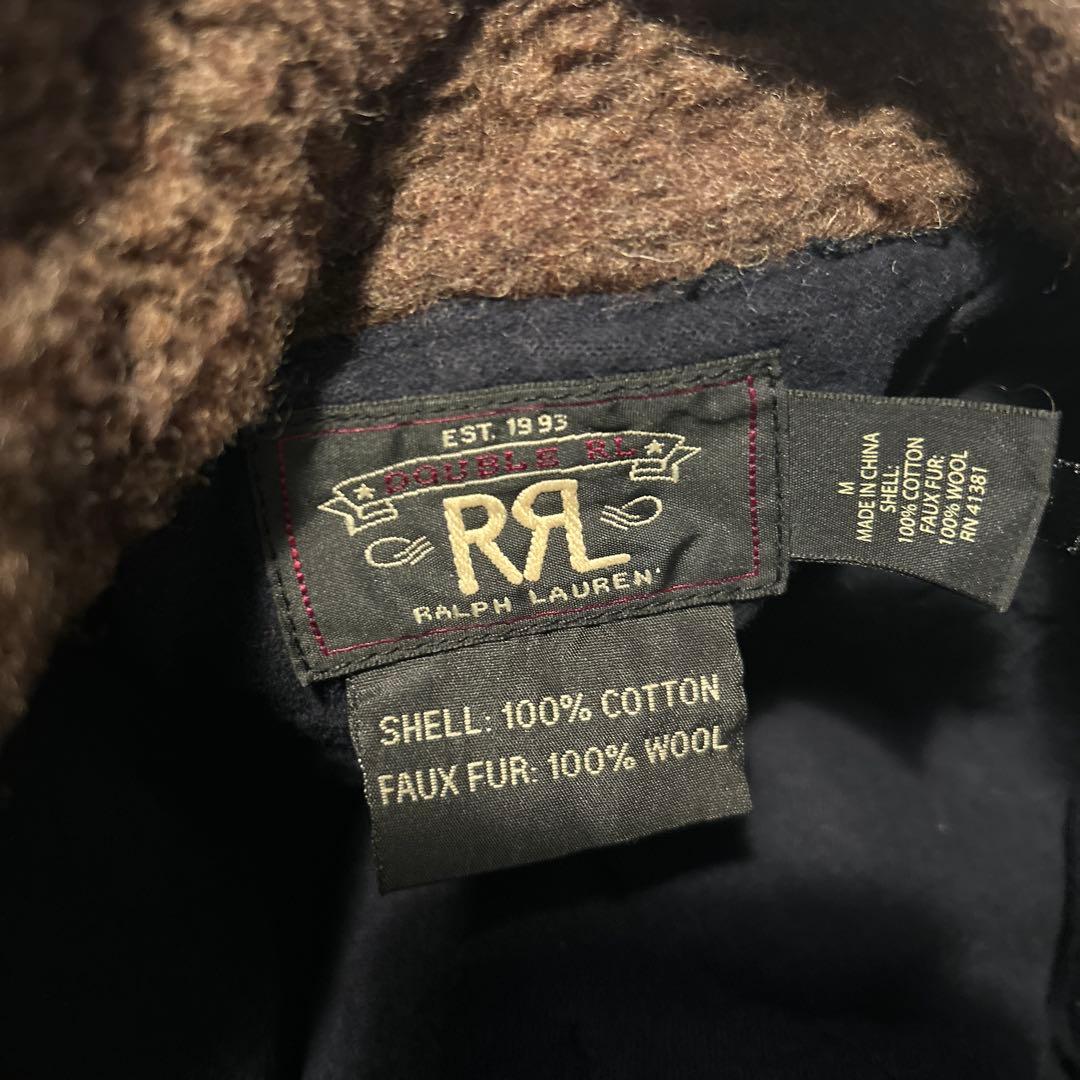 EST. 1993
DOUBLE RL
RRL
RALPH LAUREN
SHELL: 100% COTTON
FAUX FUR: 100% WOOL
M
MADE IN CHINA
SHELL:
100% COTTON
FAUX FUR:
100% WOOL
RN 41381